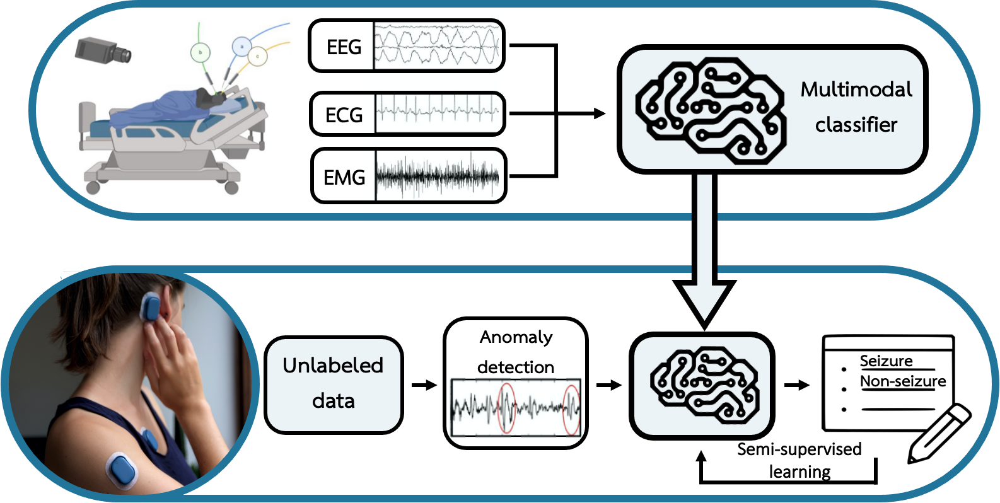 b
a
c
EEG
ECG
EMG
Multimodal
classifier
Unlabeled
data
Anomaly
detection
Seizure
Non-seizure
Semi-supervised
learning